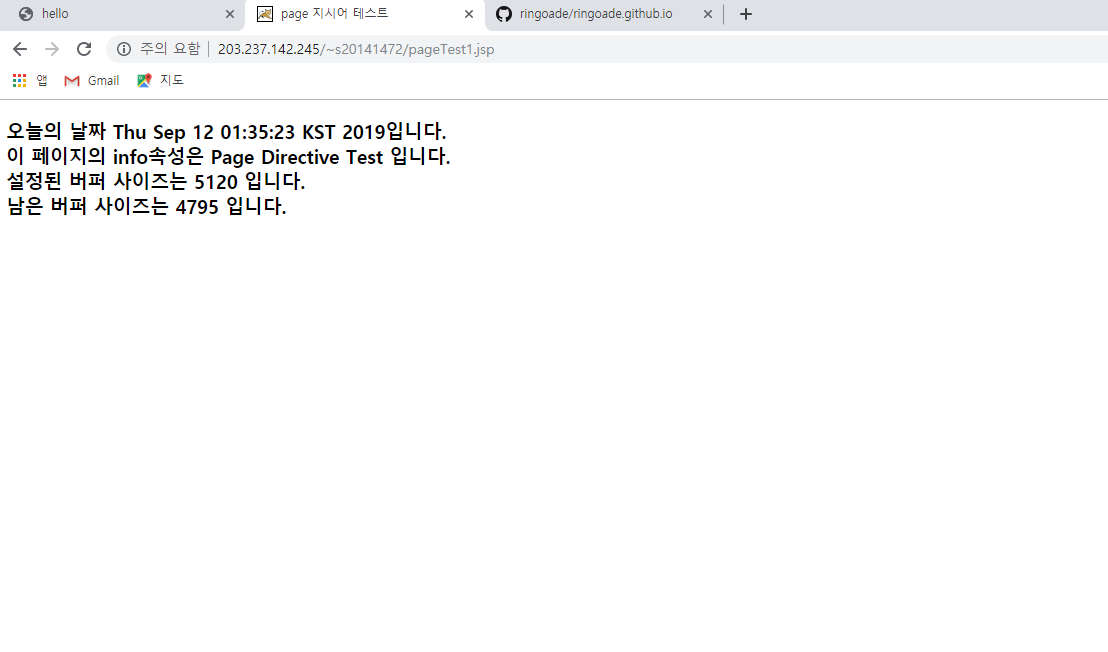 hello
page 지시어 테스트
ringoade/ringoade.github.io
주의 요함 203.237.142.245/~s20141472/pageTest1.jsp
앱 Gmail 지도
오늘의 날짜 Thu Sep 12 01:35:23 KST 2019입니다.
이 페이지의 info속성은 Page Directive Test 입니다.
설정된 버퍼 사이즈는 5120 입니다.
남은 버퍼 사이즈는 4795 입니다.